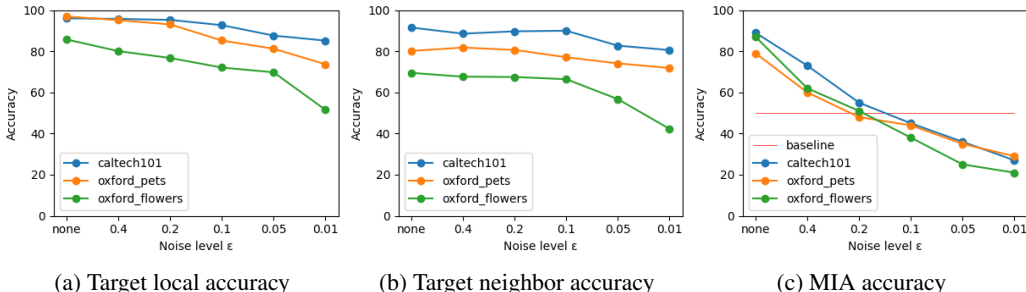 100
80
60
40
20
0
Accuracy
caltech101
oxford_pets
oxford_flowers
none 0.4 0.2 0.1 0.05 0.01
Noise level ε
(a) Target local accuracy
100
80
60
40
20
0
Accuracy
caltech101
oxford_pets
oxford_flowers
none 0.4 0.2 0.1 0.05 0.01
Noise level ε
(b) Target neighbor accuracy
100
80
60
40
20
0
Accuracy
baseline
caltech101
oxford_pets
oxford_flowers
none 0.4 0.2 0.1 0.05 0.01
Noise level ε
(c) MIA accuracy